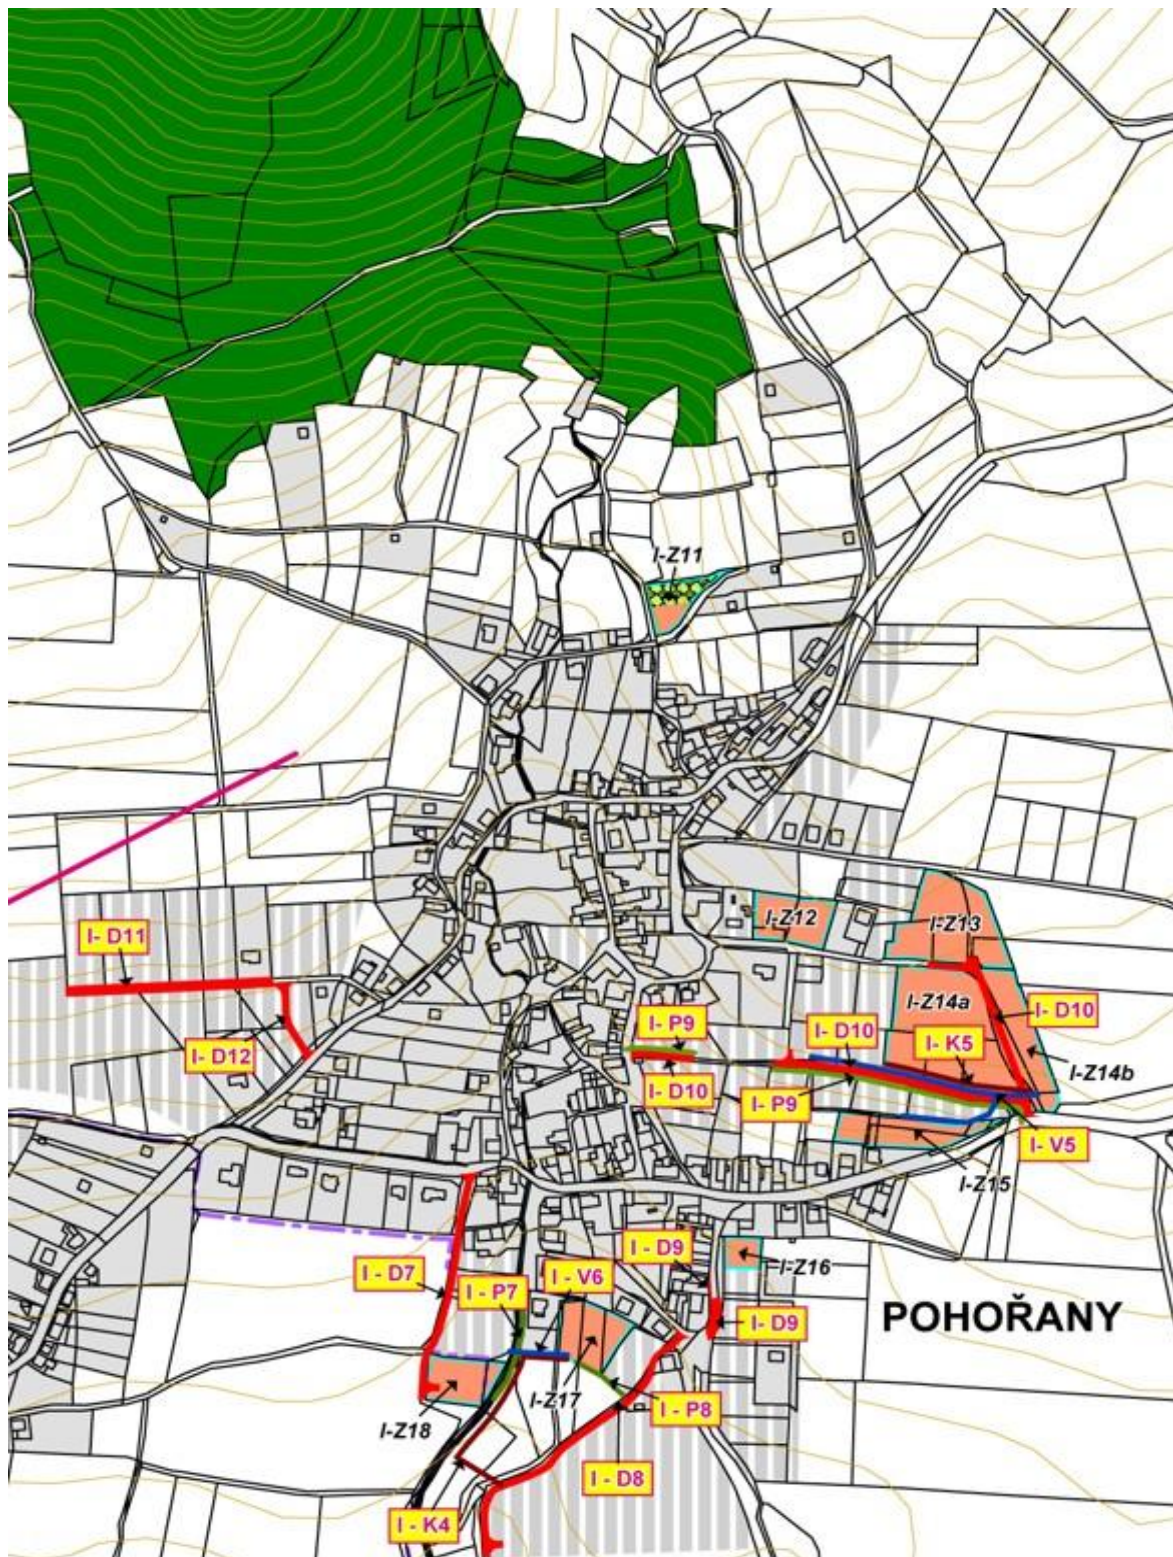 I-Z11
I-Z12
I-Z13
I- D11
I-Z14a
I- D10
I- P9
I- D10
I- K5
I- D12
I-Z14b
I- D10
I- P9
I- V5
I-Z15
I - D9
I-Z16
I - D7
I - V6
I - P7
POHOŘANY
I - D9
I-Z17
I - P8
I-Z18
I - D8
I - K4